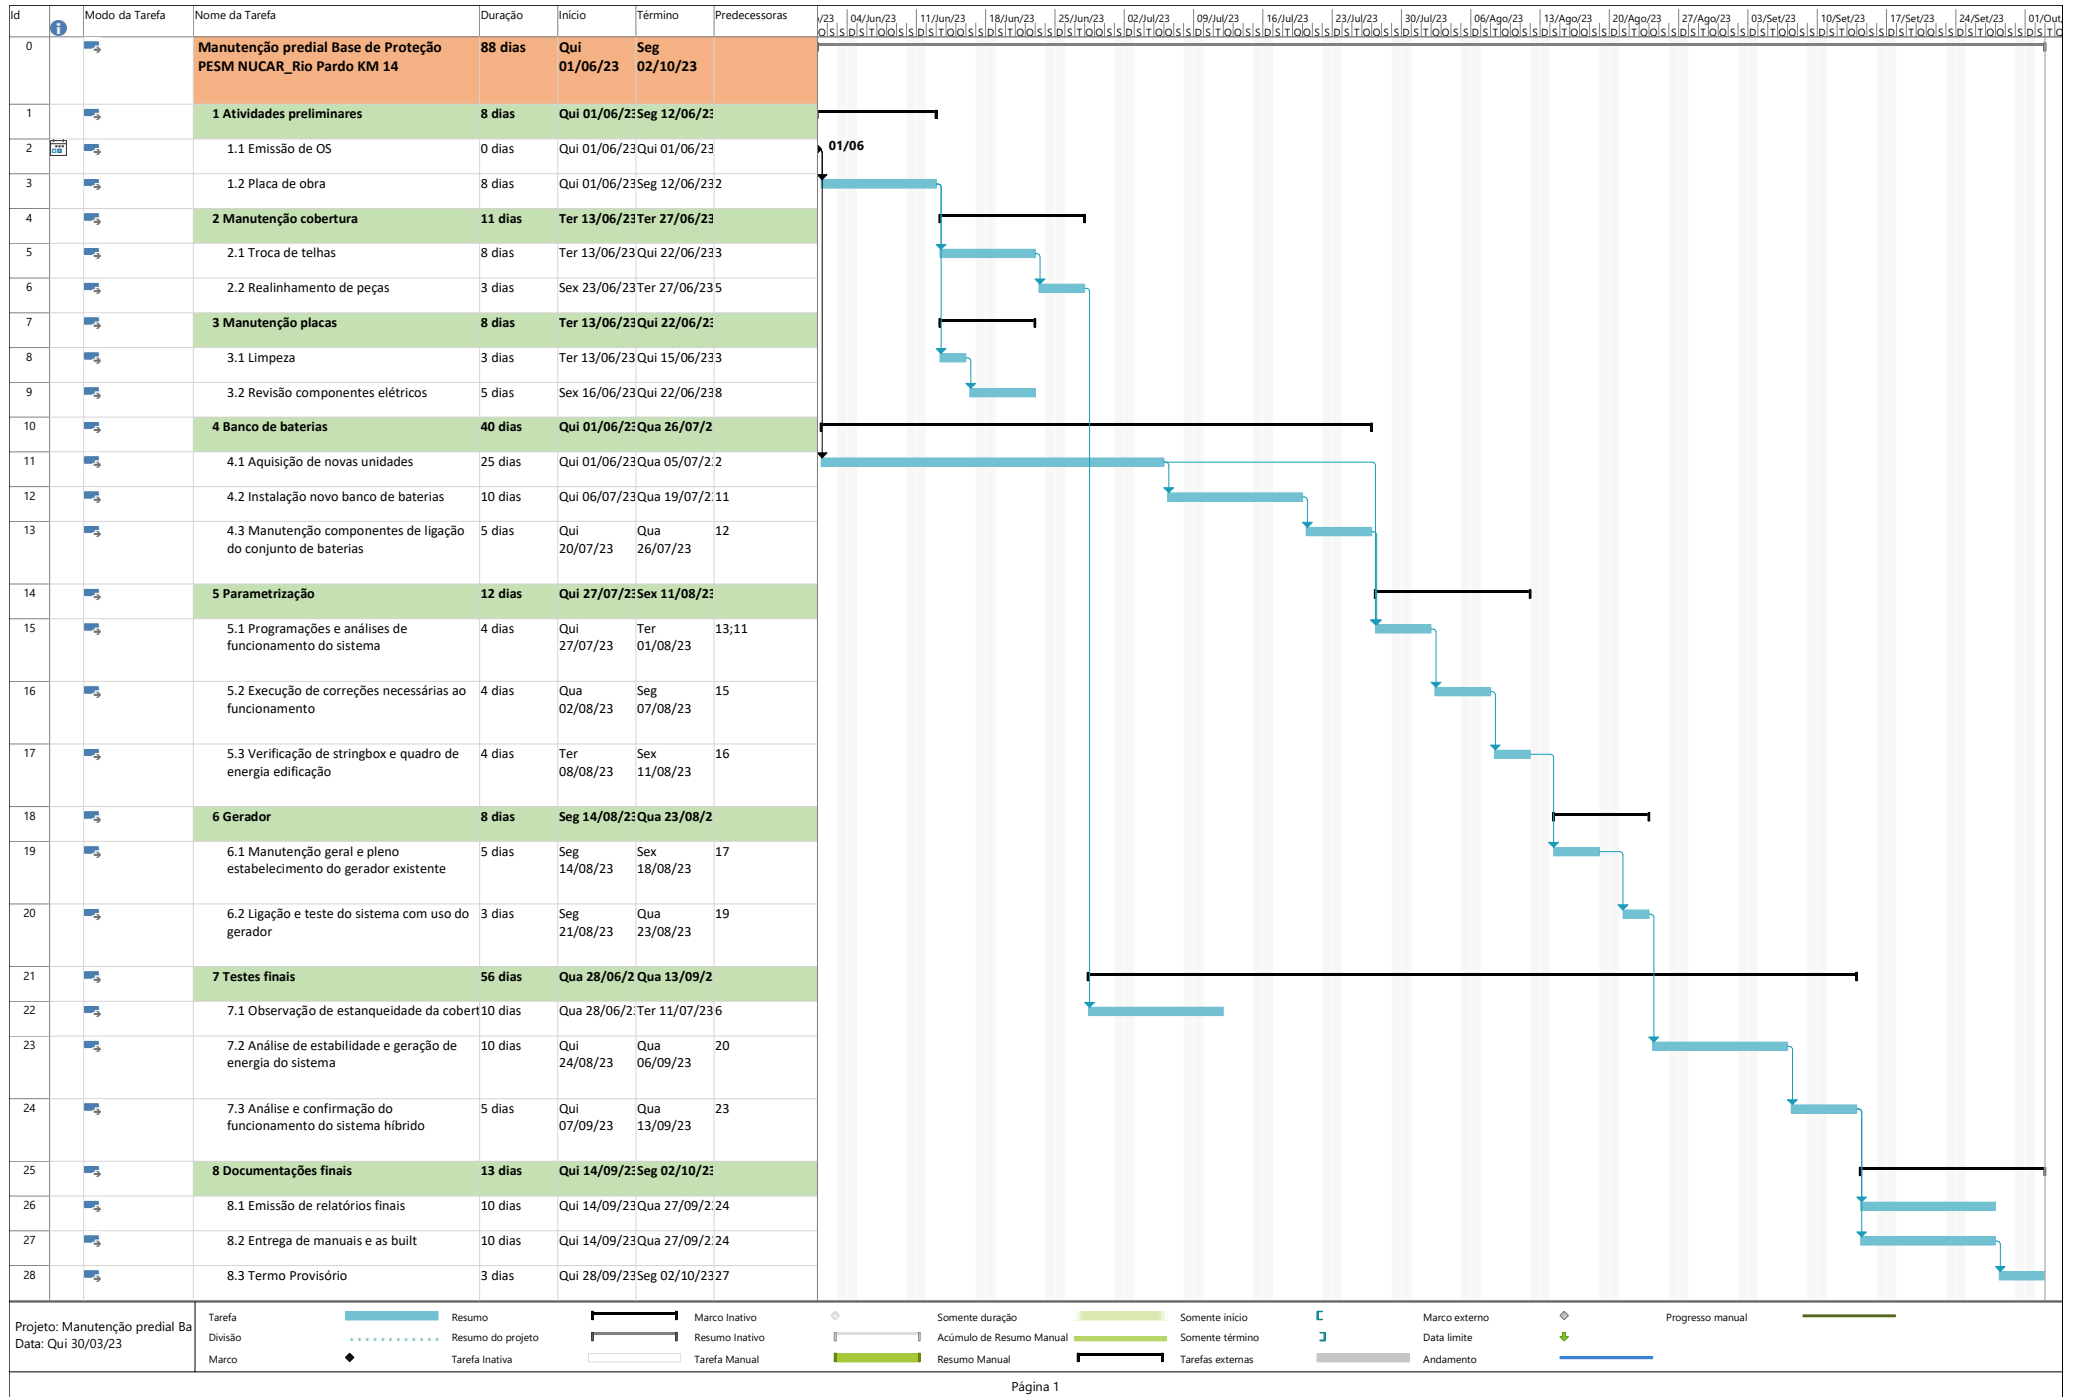 Id Modo da Tarefa Nome da Tarefa Duração Início Término Predecessoras
/23 04/Jun/23 11/Jun/23 18/Jun/23 25/Jun/23 02/Jul/23 09/Jul/23 16/Jul/23 23/Jul/23 30/Jul/23 06/Ago/23 13/Ago/23 20/Ago/23 27/Ago/23 03/Set/23 10/Set/23 17/Set/23 24/Set/23 01/Out
0 Manutenção predial Base de Proteção 88 dias Qui Seg
PESM NUCAR_Rio Pardo KM 14 01/06/23 02/10/23
1 1 Atividades preliminares 8 dias Qui 01/06/23 Seg 12/06/23
2 1.1 Emissão de OS 0 dias Qui 01/06/23 Qui 01/06/23 01/06
3 1.2 Placa de obra 8 dias Qui 01/06/23 Seg 12/06/23 2
4 2 Manutenção cobertura 11 dias Ter 13/06/23 Ter 27/06/23
5 2.1 Troca de telhas 8 dias Ter 13/06/23 Qui 22/06/23 3
6 2.2 Realinhamento de peças 3 dias Sex 23/06/23 Ter 27/06/23 5
7 3 Manutenção placas 8 dias Ter 13/06/23 Qui 22/06/23
8 3.1 Limpeza 3 dias Ter 13/06/23 Qui 15/06/23 3
9 3.2 Revisão componentes elétricos 5 dias Sex 16/06/23 Qui 22/06/23 8
10 4 Banco de baterias 40 dias Qui 01/06/23 Qua 26/07/2
11 4.1 Aquisição de novas unidades 25 dias Qui 01/06/23 Qua 05/07/2 2
12 4.2 Instalação novo banco de baterias 10 dias Qui 06/07/23 Qua 19/07/2 11
13 4.3 Manutenção componentes de ligação 5 dias Qui Qua 12
do conjunto de baterias 20/07/23 26/07/23
14 5 Parametrização 12 dias Qui 27/07/23 Sex 11/08/23
15 5.1 Programações e análises de 4 dias Qui Ter 13;11
funcionamento do sistema 27/07/23 01/08/23
16 5.2 Execução de correções necessárias ao 4 dias Qua Seg 15
funcionamento 02/08/23 07/08/23
17 5.3 Verificação de stringbox e quadro de 4 dias Ter Sex 16
energia edificação 08/08/23 11/08/23
18 6 Gerador 8 dias Seg 14/08/23 Qua 23/08/2
19 6.1 Manutenção geral e pleno 5 dias Seg Sex 17
estabelecimento do gerador existente 14/08/23 18/08/23
20 6.2 Ligação e teste do sistema com uso do 3 dias Seg Qua 19
gerador 21/08/23 23/08/23
21 7 Testes finais 56 dias Qua 28/06/2 Qua 13/09/2
22 7.1 Observação de estanqueidade da cobert 10 dias Qua 28/06/2 Ter 11/07/23 6
23 7.2 Análise de estabilidade e geração de 10 dias Qui Qua 20
energia do sistema 24/08/23 06/09/23
24 7.3 Análise e confirmação do 5 dias Qui Qua 23
funcionamento do sistema híbrido 07/09/23 13/09/23
25 8 Documentações finais 13 dias Qui 14/09/23 Seg 02/10/23
26 8.1 Emissão de relatórios finais 10 dias Qui 14/09/23 Qua 27/09/2 24
27 8.2 Entrega de manuais e as built 10 dias Qui 14/09/23 Qua 27/09/2 24
28 8.3 Termo Provisório 3 dias Qui 28/09/23 Seg 02/10/23 27
Projeto: Manutenção predial Ba
Data: Qui 30/03/23
Tarefa Resumo Marco Inativo Somente duração Somente início Marco externo Progresso manual
Divisão Resumo do projeto Resumo Inativo Acúmulo de Resumo Manual Somente término Data limite
Marco Tarefa Inativa Tarefa Manual Resumo Manual Tarefas externas Andamento
Página 1